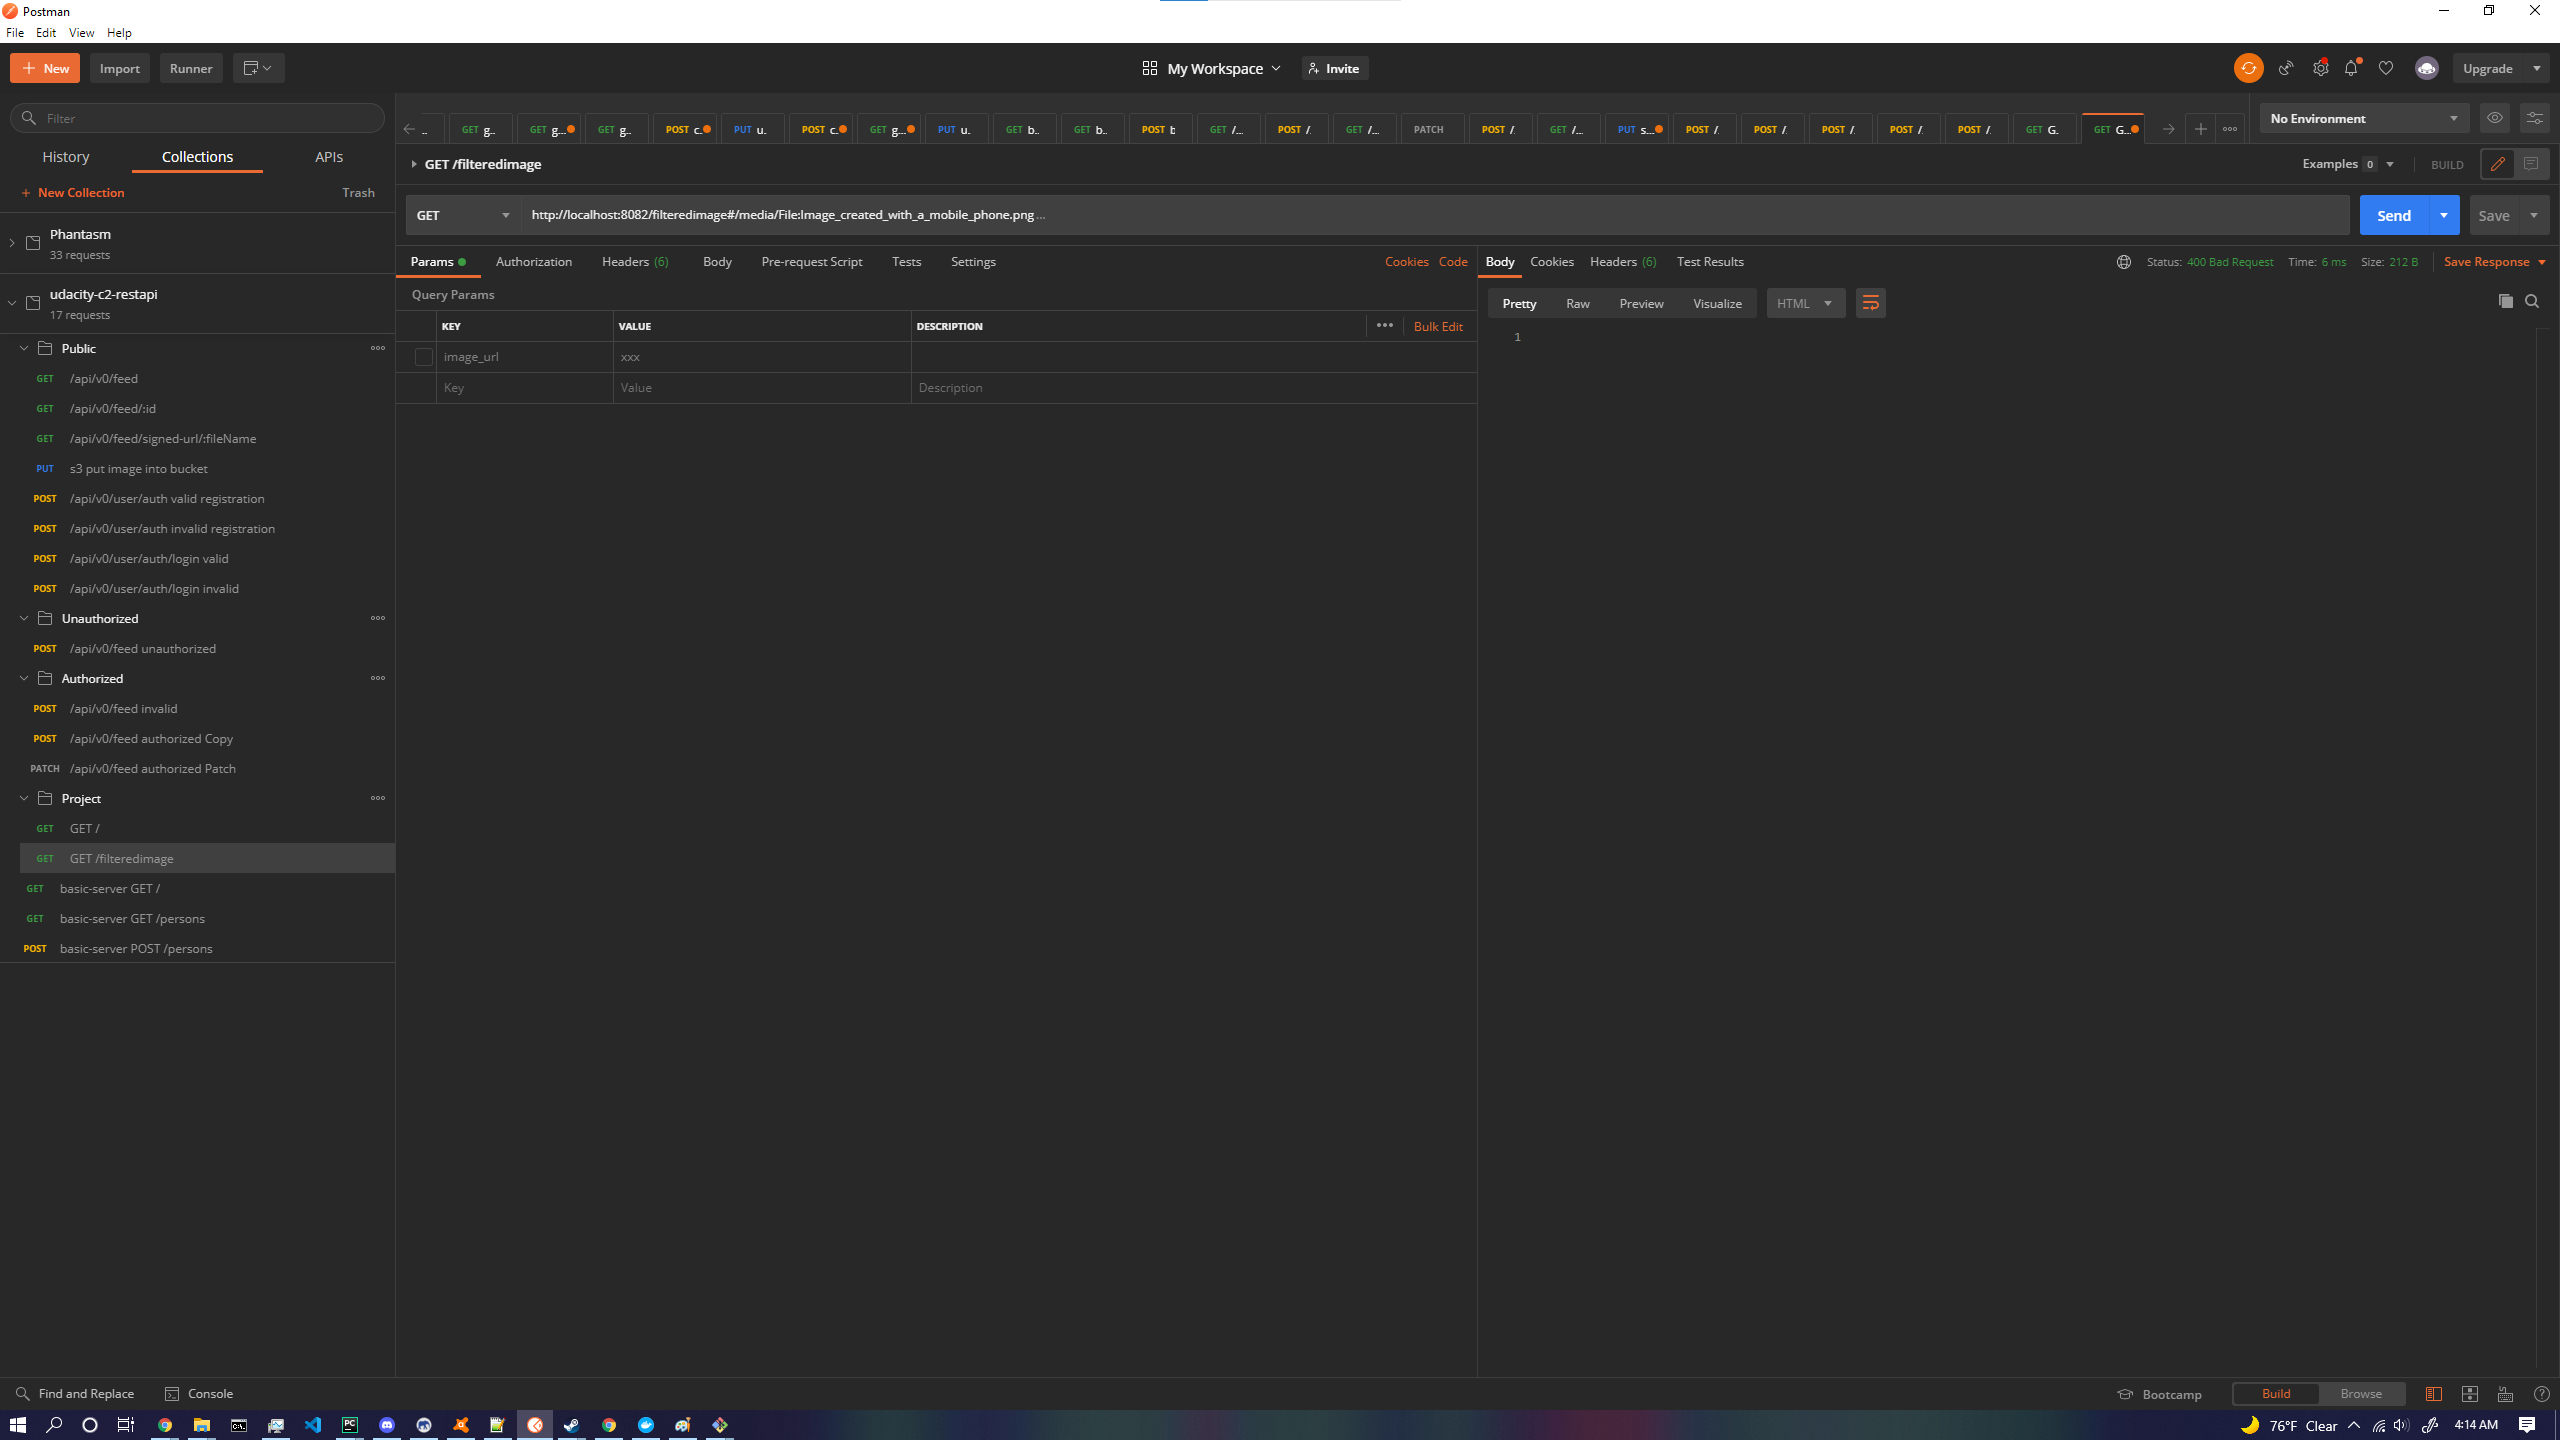 Postman
File Edit View Help
New Import Runner My Workspace Invite Upgrade
Filter
History Collections APIs
New Collection Trash
Phantasm
33 requests
udacity-c2-restapi
17 requests
Public
GET /api/v0/feed
GET /api/v0/feed/:id
GET /api/v0/feed/signed-url/:fileName
PUT s3 put image into bucket
POST /api/v0/user/auth valid registration
POST /api/v0/user/auth invalid registration
POST /api/v0/user/auth/login valid
POST /api/v0/user/auth/login invalid
Unauthorized
POST /api/v0/feed unauthorized
Authorized
POST /api/v0/feed invalid
POST /api/v0/feed authorized Copy
PATCH /api/v0/feed authorized Patch
Project
GET GET /
GET GET /filteredimage
GET basic-server GET /
GET basic-server GET /persons
POST basic-server POST /persons
.. GET g.. GET g... GET g.. POST c. PUT u. POST c. GET g... PUT u. GET b.. GET b.. POST b GET /... POST /. GET /... PATCH POST /. GET /... PUT s... POST /. POST /. POST /. POST /. POST /. GET G. GET G...
No Environment
GET /filteredimage
Examples 0 BUILD
GET http://localhost:8082/filteredimage#/media/File:Image_created_with_a_mobile_phone.png ...
Send Save
Params Authorization Headers (6) Body Pre-request Script Tests Settings Cookies Code
Query Params
KEY VALUE DESCRIPTION ••• Bulk Edit
image_url xxx
Key Value Description
Body Cookies Headers (6) Test Results
Status: 400 Bad Request Time: 6 ms Size: 212 B Save Response
Pretty Raw Preview Visualize HTML
1
Find and Replace Console
Bootcamp Build Browse
76°F Clear 4:14 AM